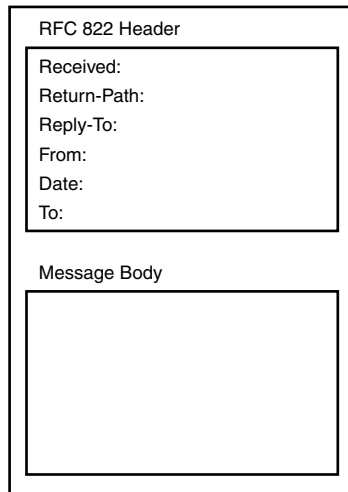 RFC 822 Header
Received:
Return-Path:
Reply-To:
From:
Date:
To:
Message Body